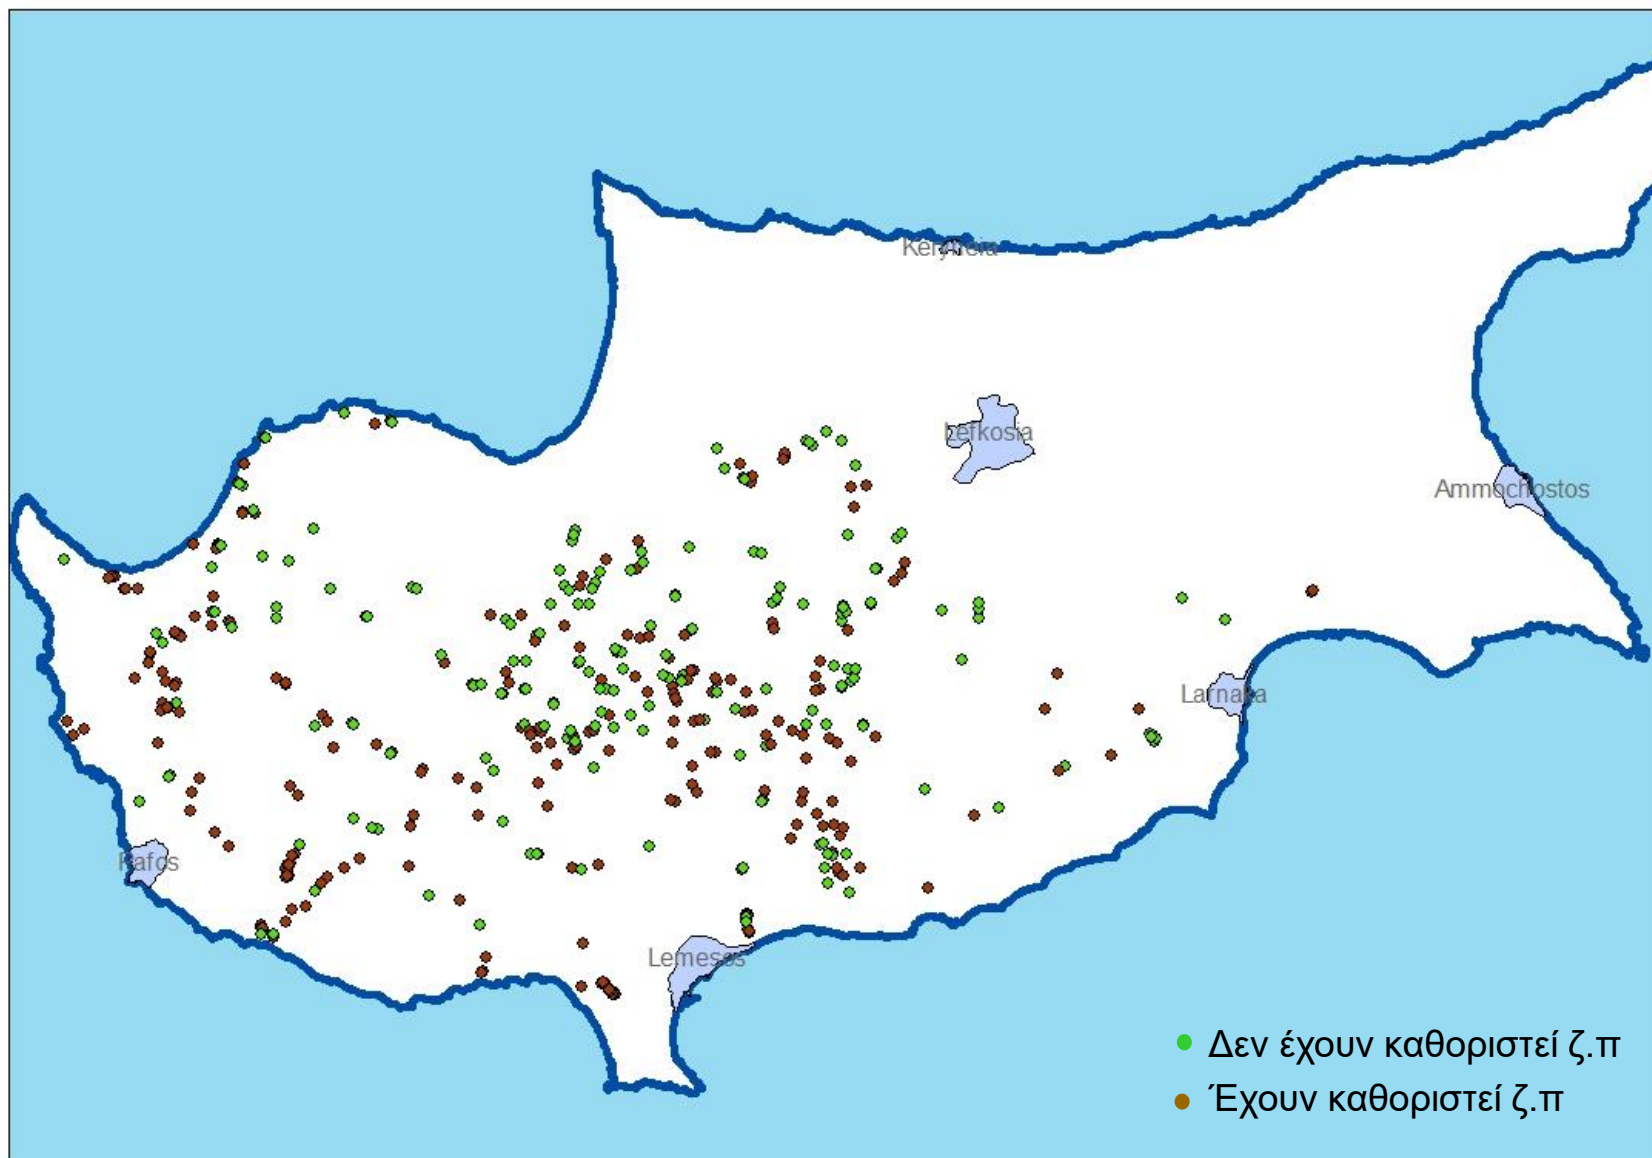 Keryneia
Lefkosia
Ammochostos
Larnaka
Pafos
Lemesos
Δεν έχουν καθοριστεί ζ.π
Έχουν καθοριστεί ζ.π